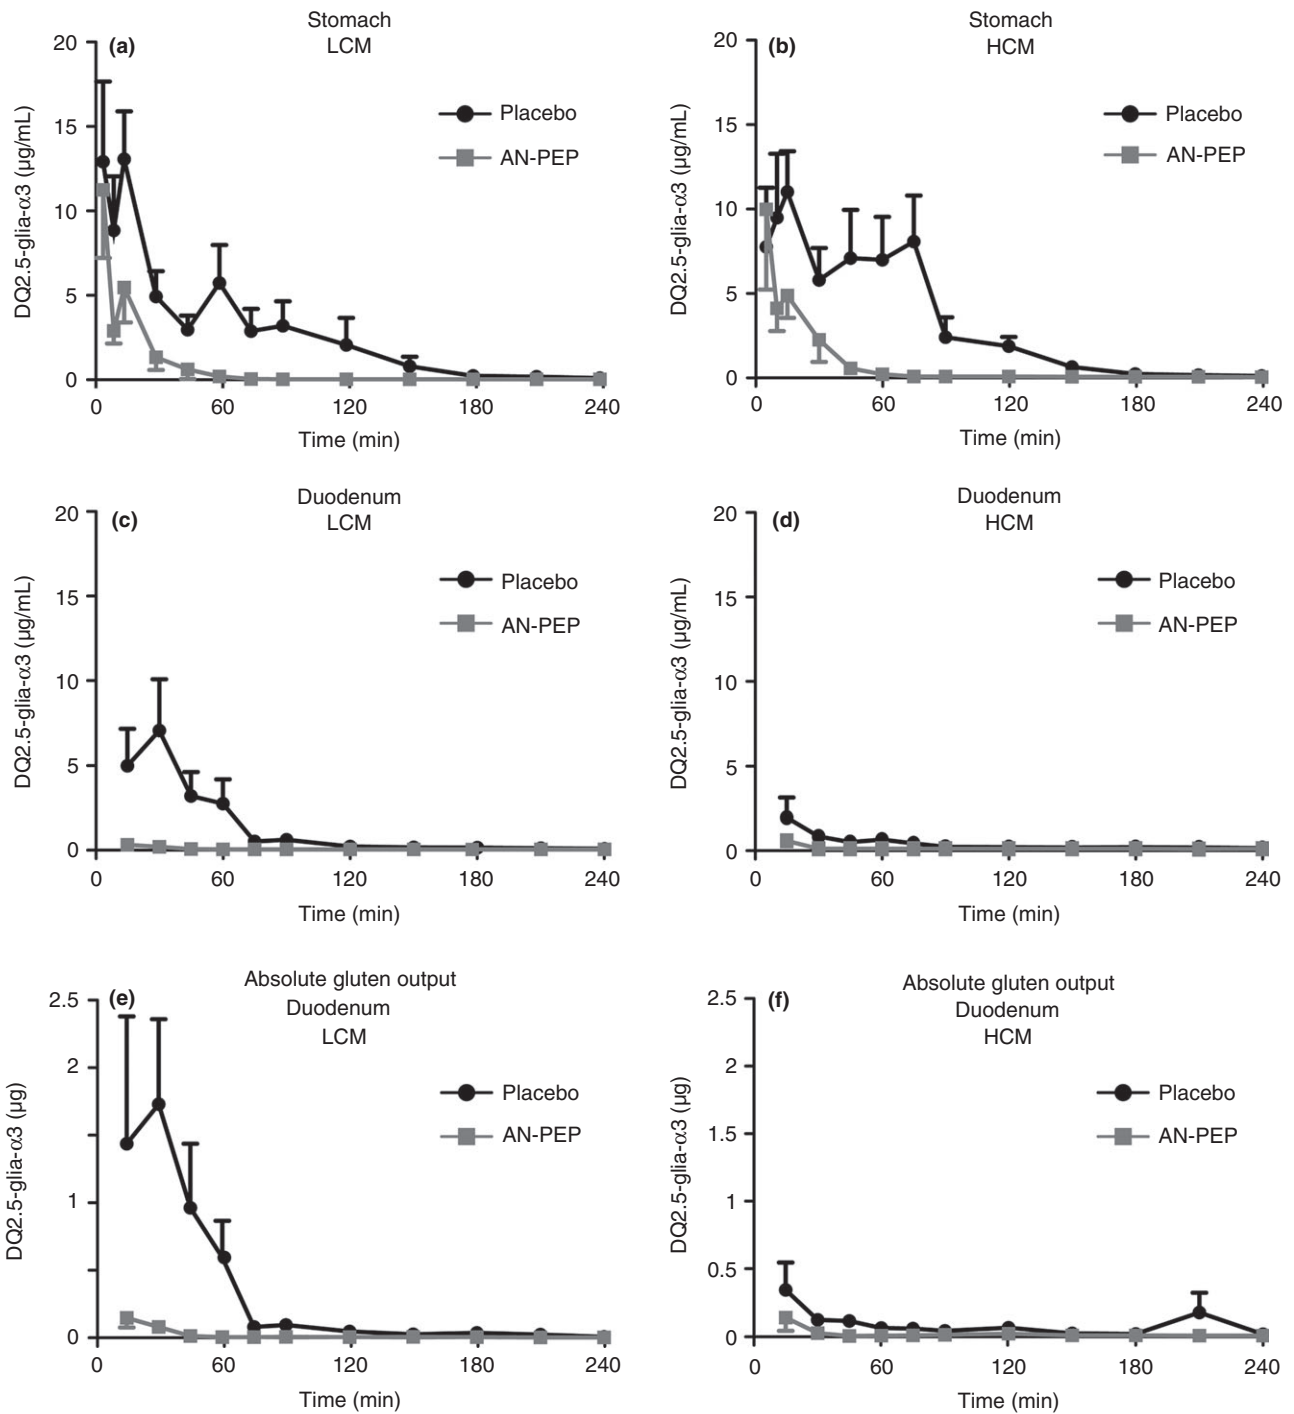 Stomach
LCM
(a)
20
15
10
5
0
DQ2.5-glia-α3 (µg/mL)
Placebo
AN-PEP
0 60 120 180 240
Time (min)
Stomach
HCM
(b)
20
15
10
5
0
DQ2.5-glia-α3 (µg/mL)
Placebo
AN-PEP
0 60 120 180 240
Time (min)
Duodenum
LCM
(c)
20
15
10
5
0
DQ2.5-glia-α3 (µg/mL)
Placebo
AN-PEP
0 60 120 180 240
Time (min)
Duodenum
HCM
(d)
20
15
10
5
0
DQ2.5-glia-α3 (µg/mL)
Placebo
AN-PEP
0 60 120 180 240
Time (min)
Absolute gluten output
Duodenum
LCM
(e)
2.5
2
1
0
DQ2.5-glia-α3 (µg)
Placebo
AN-PEP
0 60 120 180 240
Time (min)
Absolute gluten output
Duodenum
HCM
(f)
2.5
2
1.5
1
0.5
0
DQ2.5-glia-α3 (µg)
Placebo
AN-PEP
0 60 120 180 240
Time (min)